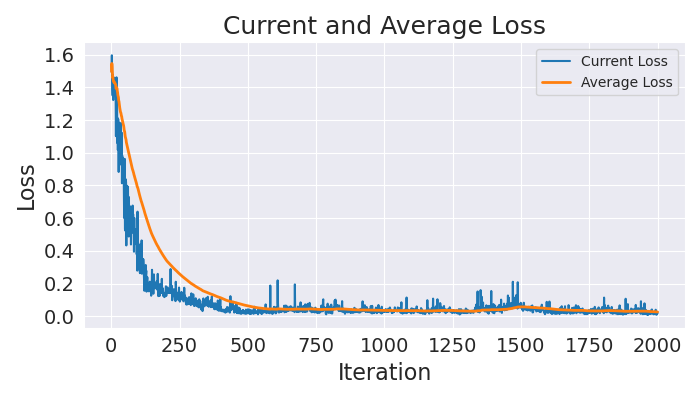 Current and Average Loss
Current Loss
Average Loss
Loss
1.6
1.4
1.2
1.0
0.8
0.6
0.4
0.2
0.0
0 250 500 750 1000 1250 1500 1750 2000
Iteration